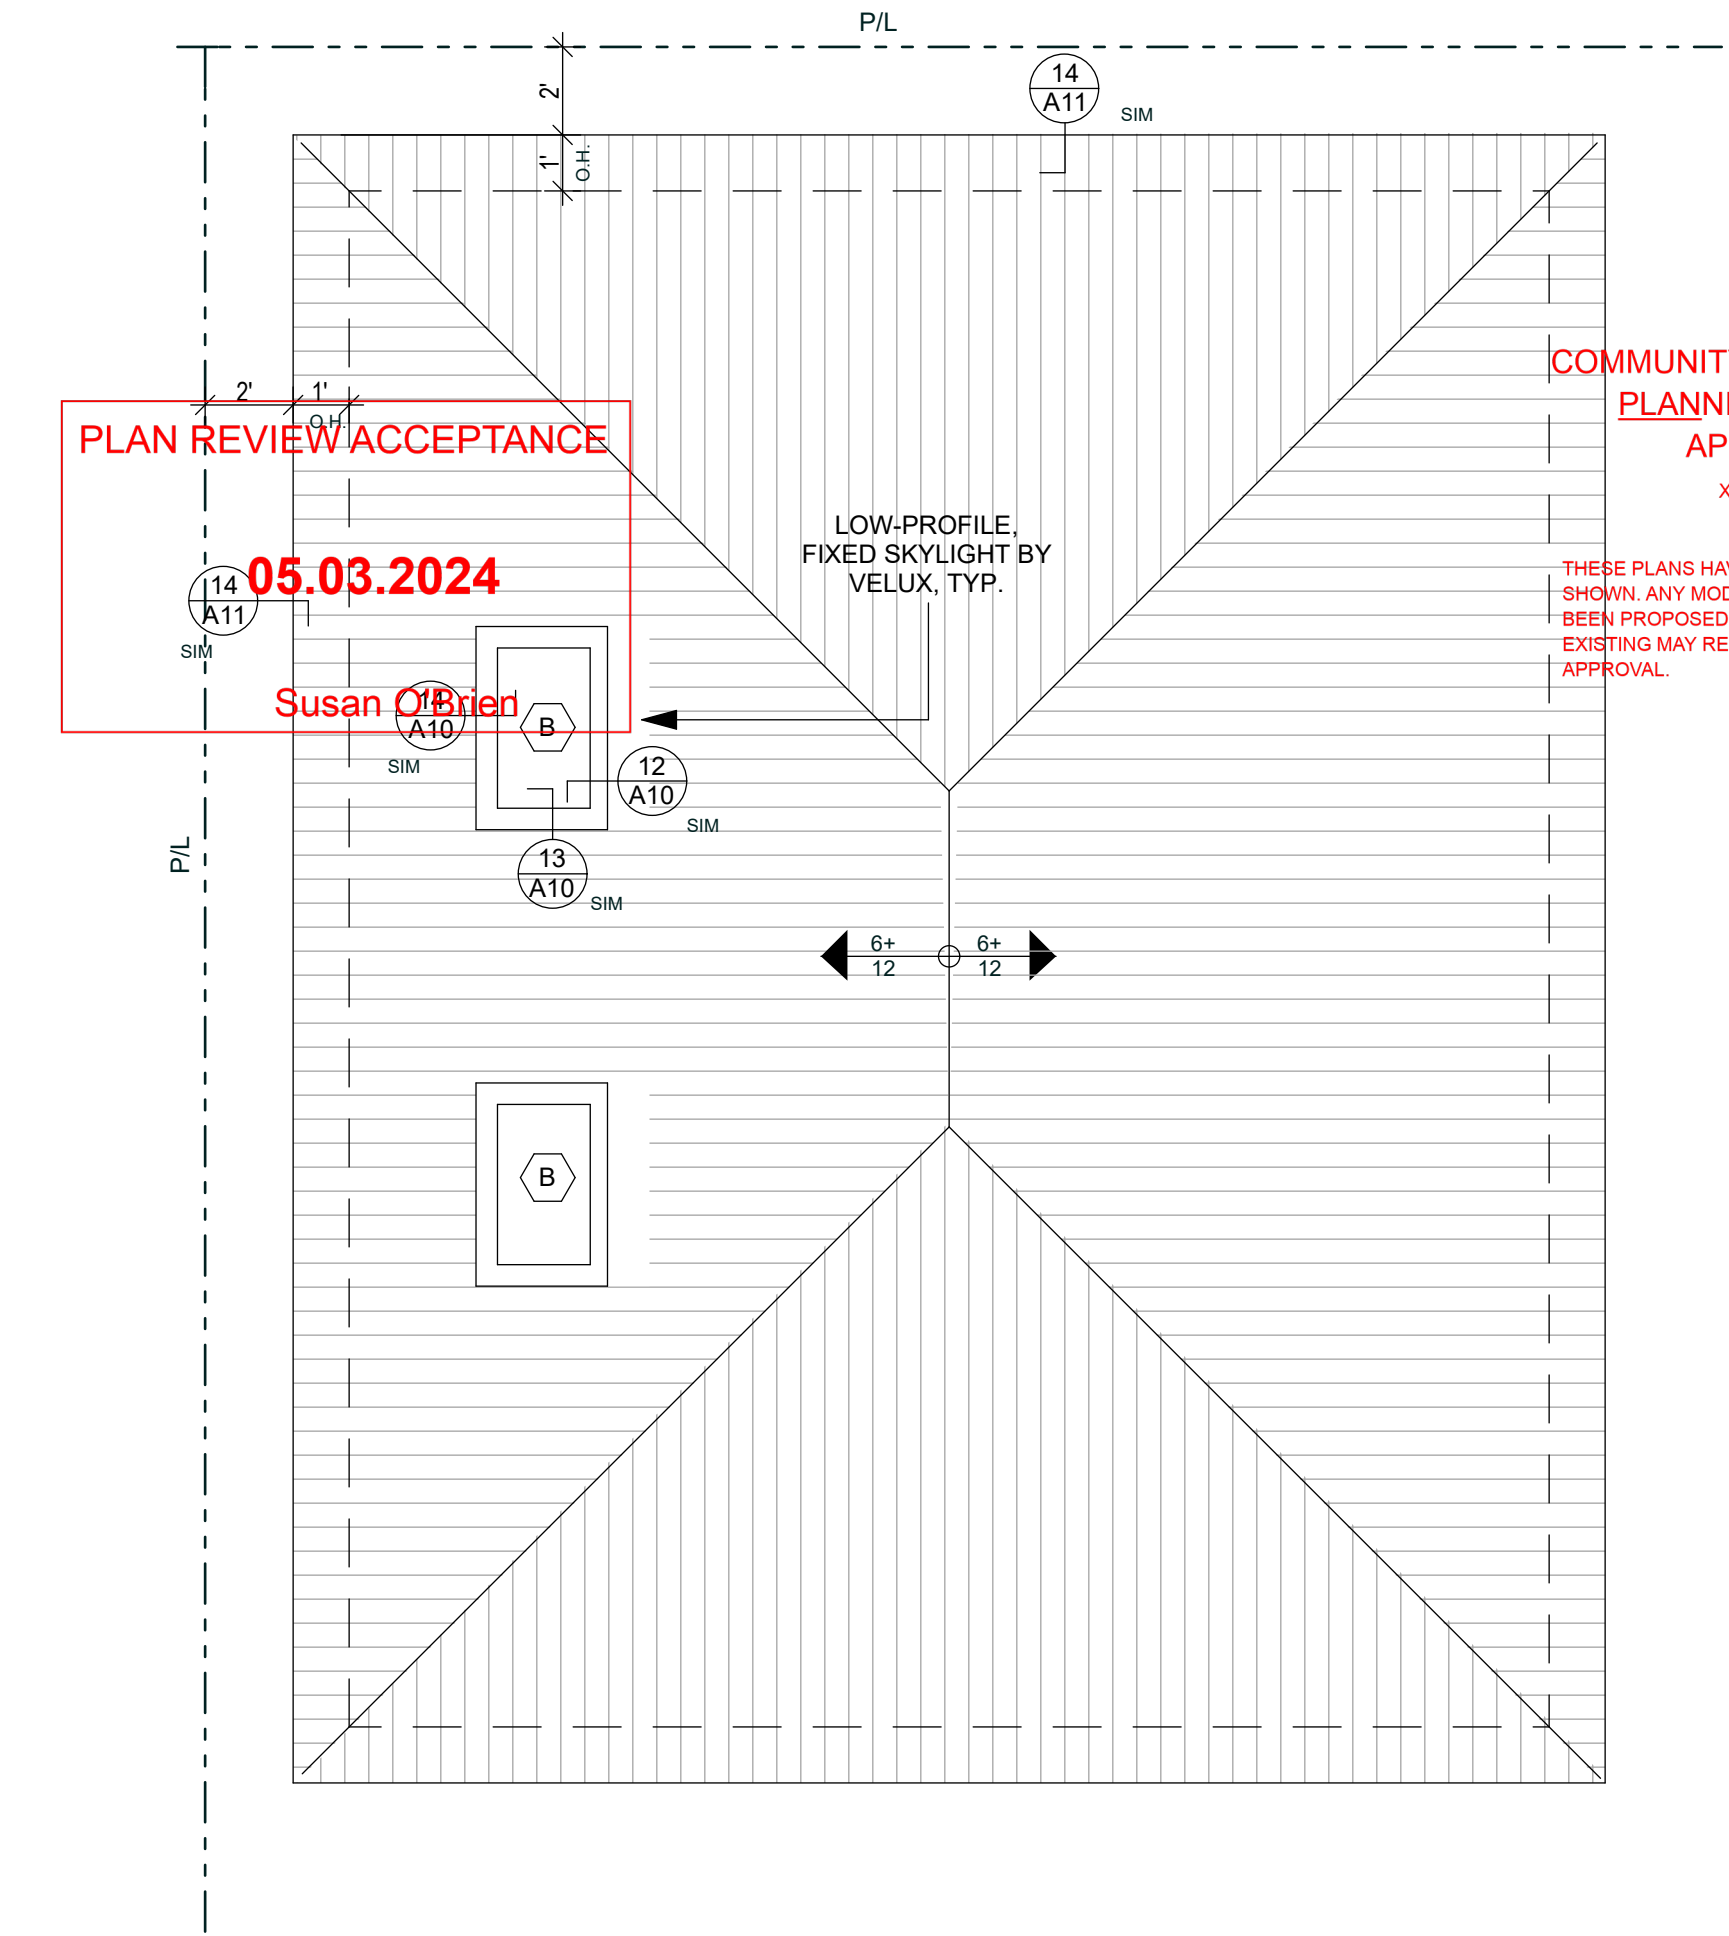 P/L
2'
14
A11
SIM
1'
O.H.
2'
1'
O.H.
COMMUNIT
PLANN
AP
X
PLAN REVIEW ACCEPTANCE
05.03.2024
Susan O'Brien
LOW-PROFILE,
FIXED SKYLIGHT BY
VELUX, TYP.
THESE PLANS HAV
SHOWN. ANY MOD
BEEN PROPOSED
EXISTING MAY RE
APPROVAL.
14
A11
SIM
14
A10
SIM
B
12
A10
SIM
13
A10
SIM
P/L
6+
12
6+
12
B